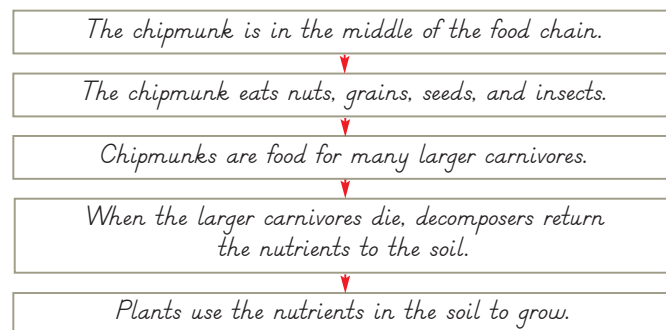 The chipmunk is in the middle of the food chain.
The chipmunk eats nuts, grains, seeds, and insects.
Chipmunks are food for many larger carnivores.
When the larger carnivores die, decomposers return
the nutrients to the soil.
Plants use the nutrients in the soil to grow.